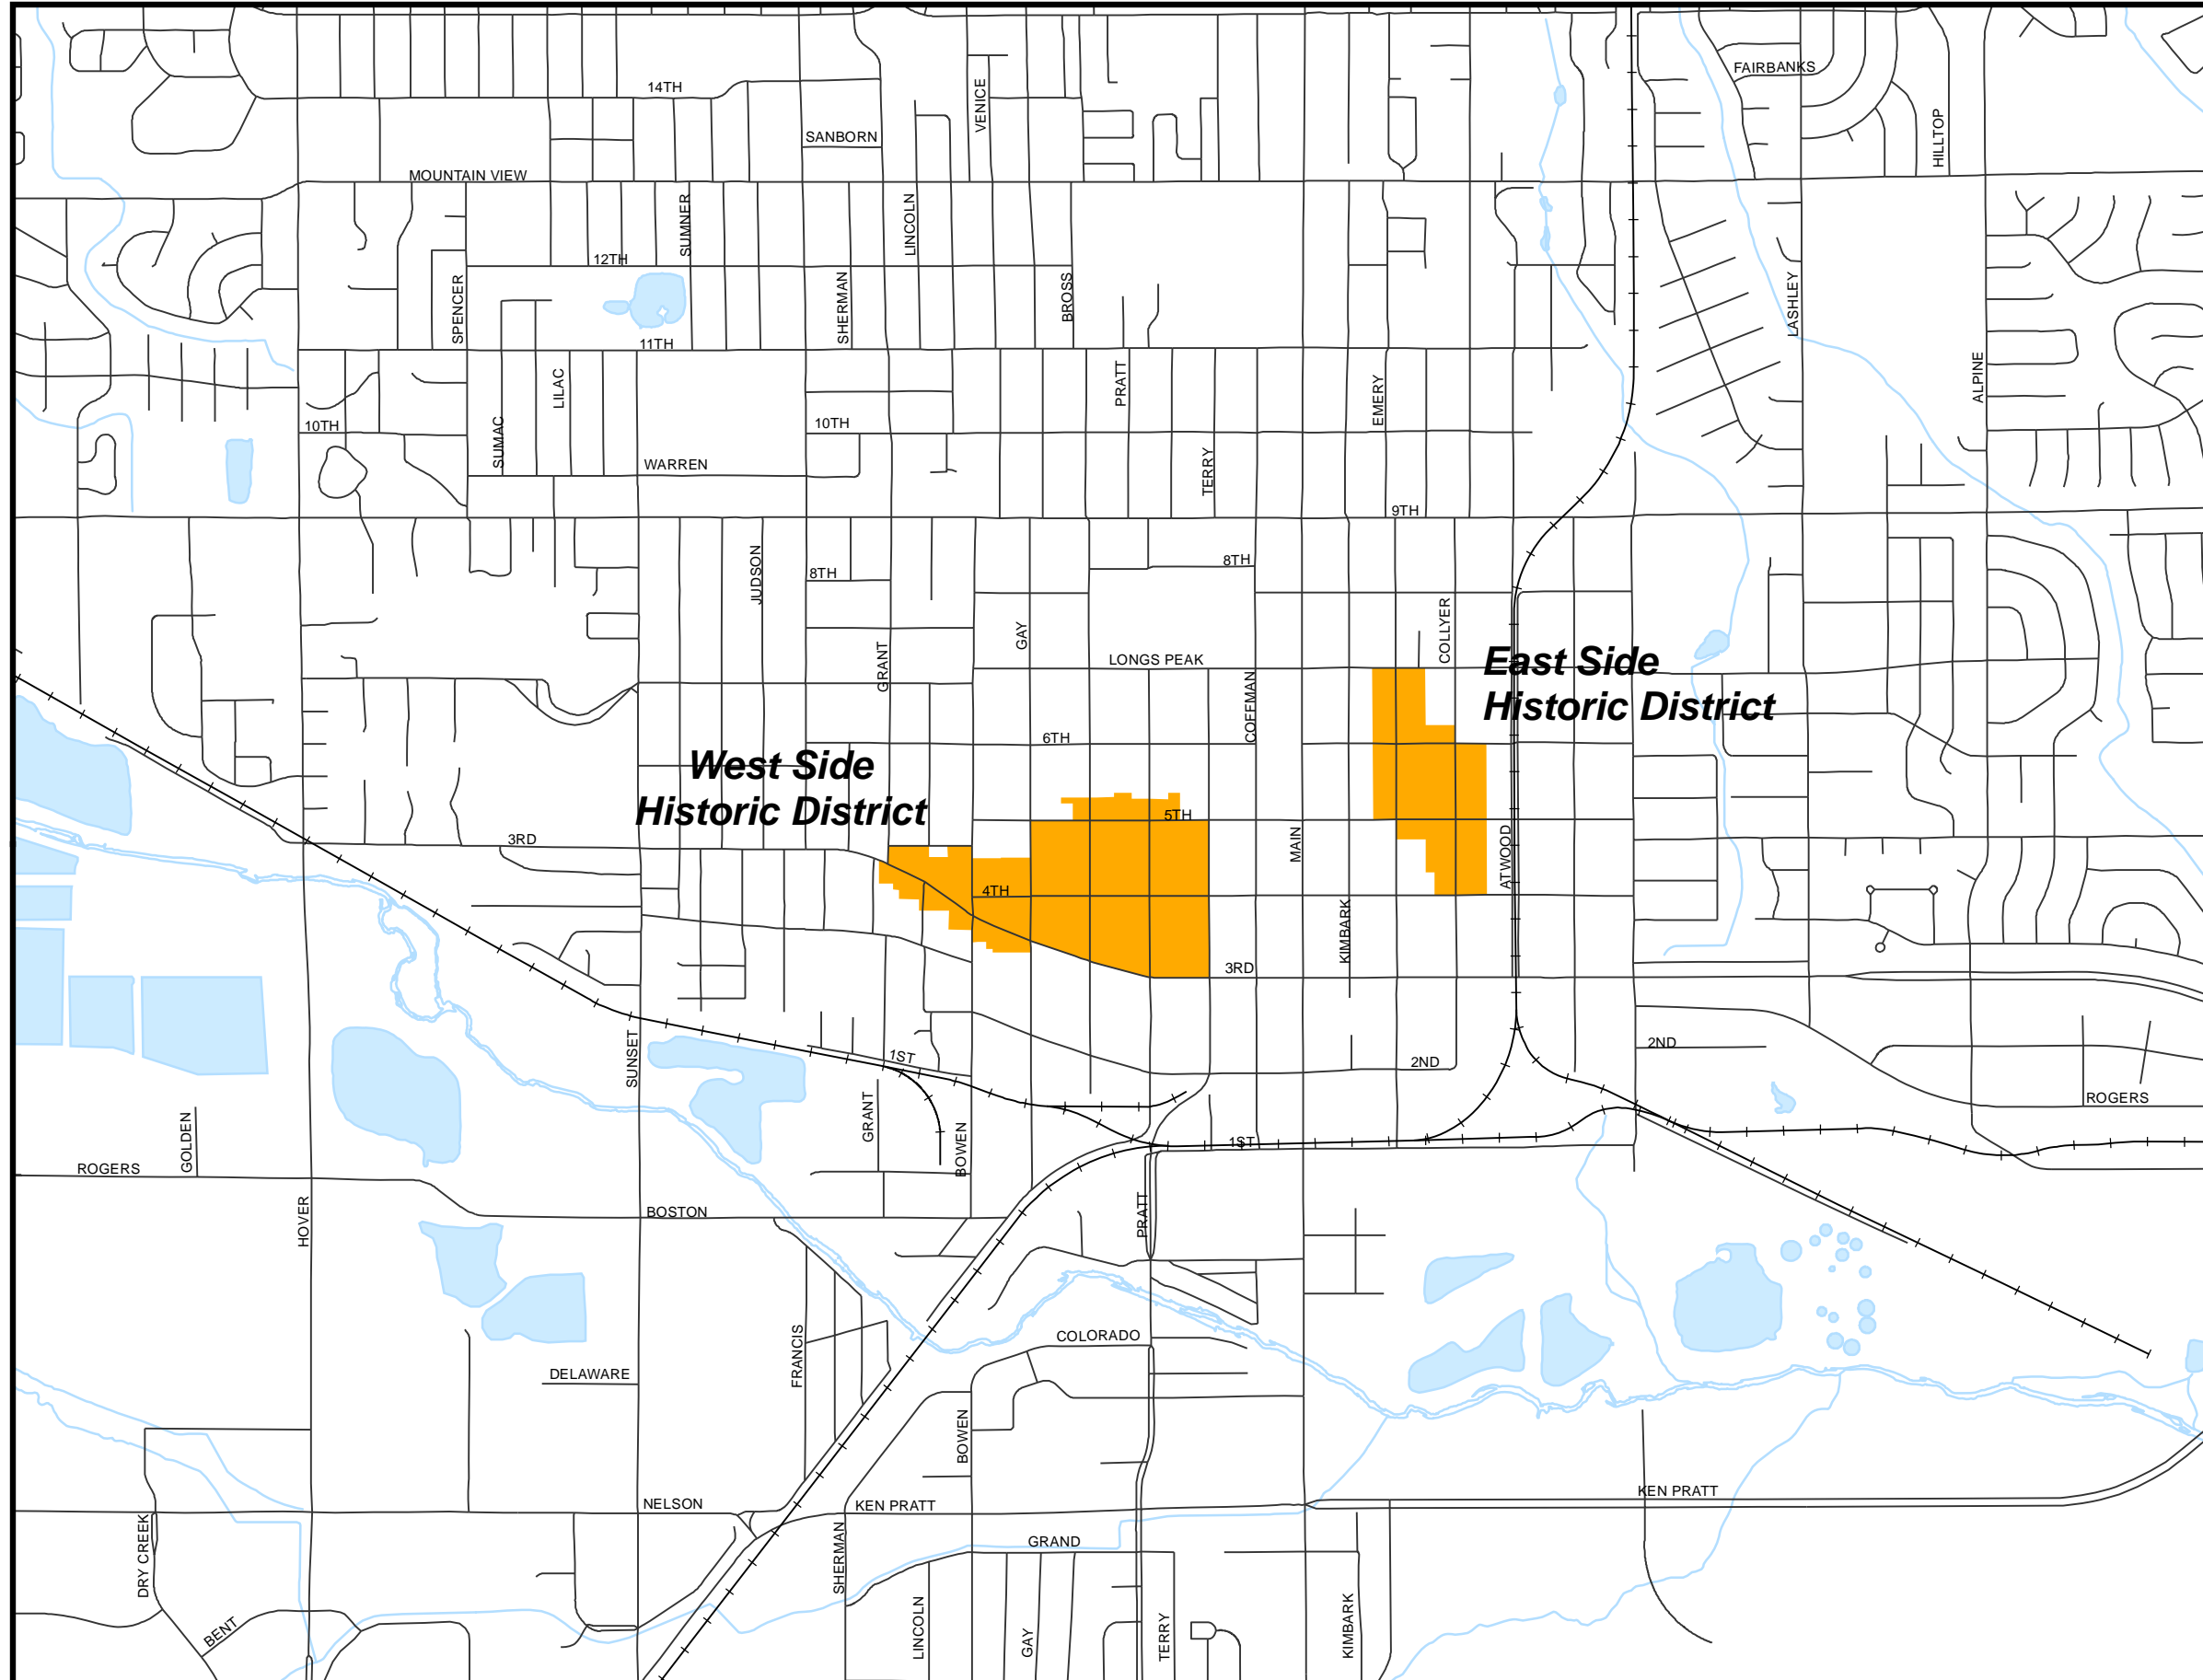 FAIRBANKS
14TH
VENICE
HILLTOP
SANBORN
MOUNTAIN VIEW
LINCOLN
SUMNER
12TH
SPENCER
SHERMAN
BROSS
LASHLEY
11TH
LILAC
PRATT
EMERY
ALPINE
SUMAC
10TH
10TH
WARREN
TERRY
9TH
JUDSON
8TH
8TH
COLLYER
GAY
GRANT
LONGS PEAK
East Side
Historic District
COFFMAN
6TH
West Side
Historic District
5TH
3RD
MAIN
ATWOOD
4TH
KIMBARK
3RD
SUNSET
1ST
2ND
2ND
ROGERS
GOLDEN
GRANT
BOWEN
1ST
ROGERS
HOVER
BOSTON
PRATT
COLORADO
FRANCIS
DELAWARE
BOWEN
NELSON
KEN PRATT
KEN PRATT
DRY CREEK
SHERMAN
GRAND
BENT
LINCOLN
GAY
TERRY
KIMBARK